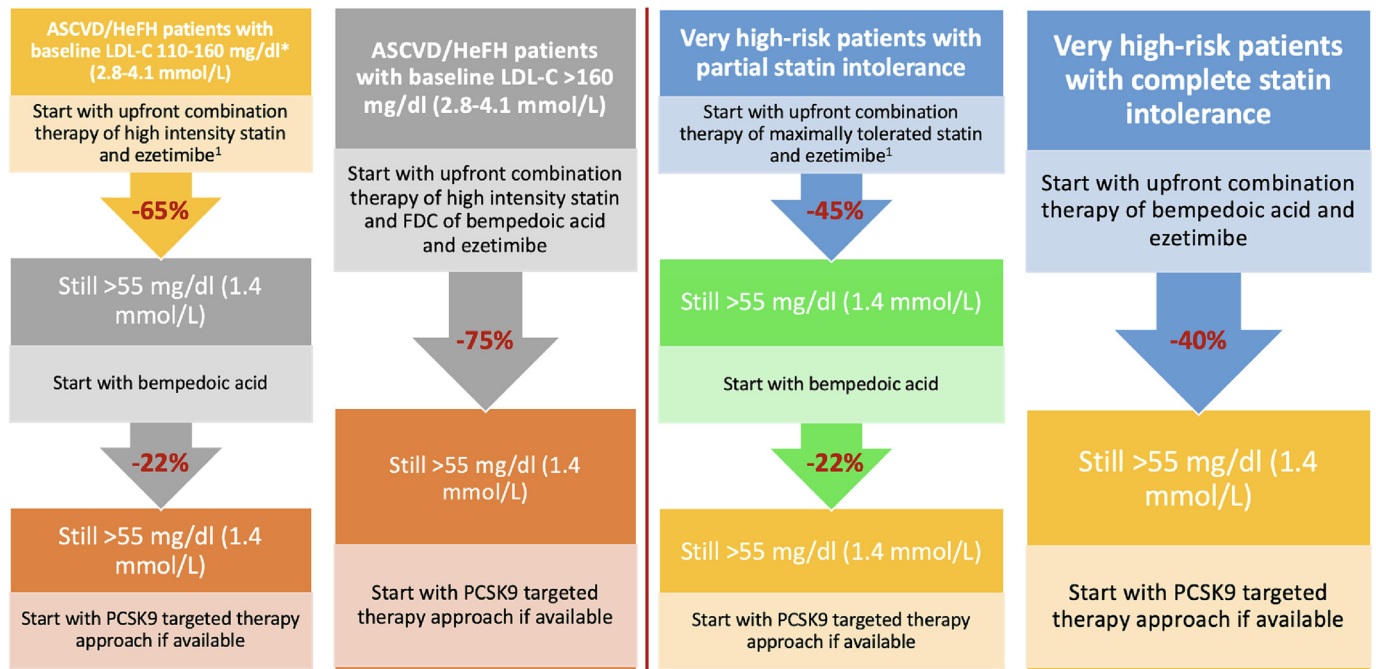 ASCVD/HeFH patients with
baseline LDL-C 110-160 mg/dl*
(2.8-4.1 mmol/L)
Start with upfront combination
therapy of high intensity statin
and ezetimibe¹
-65%
Still >55 mg/dl (1.4
mmol/L)
Start with bempedoic acid
-22%
Still >55 mg/dl (1.4
mmol/L)
Start with PCSK9 targeted therapy
approach if available
ASCVD/HeFH patients
with baseline LDL-C >160
mg/dl (2.8-4.1 mmol/L)
Start with upfront combination
therapy of high intensity statin
and FDC of bempedoic acid
and ezetimibe
-75%
Still >55 mg/dl (1.4
mmol/L)
Start with PCSK9 targeted
therapy approach if
available
Very high-risk patients with
partial statin intolerance
Start with upfront combination
therapy of maximally tolerated statin
and ezetimibe¹
-45%
Still >55 mg/dl (1.4 mmol/L)
Start with bempedoic acid
-22%
Still >55 mg/dl (1.4 mmol/L)
Start with PCSK9 targeted therapy
approach if available
Very high-risk patients
with complete statin
intolerance
Start with upfront combination
therapy of bempedoic acid and
ezetimibe
-40%
Still >55 mg/dl (1.4
mmol/L)
Start with PCSK9 targeted
therapy approach if
available